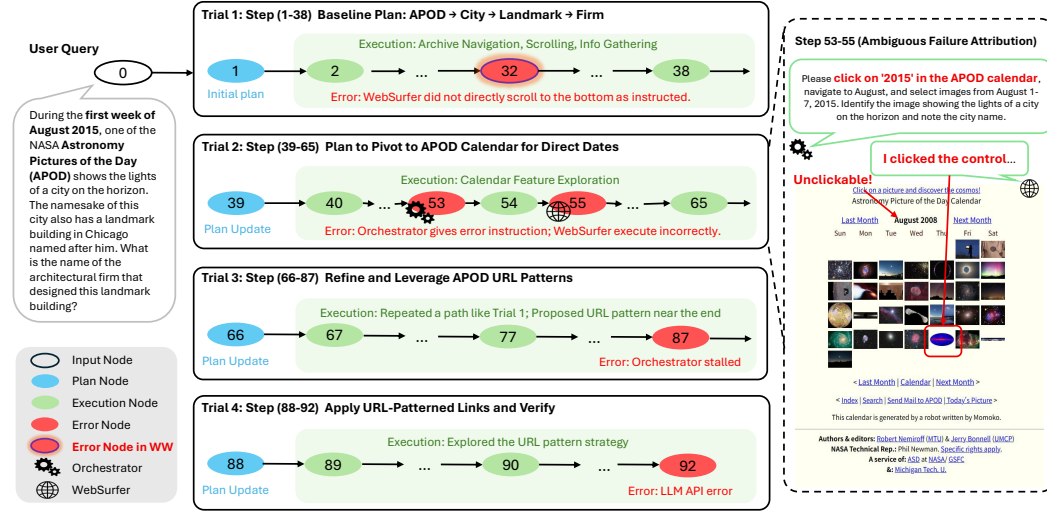 User Query
0
During the first week of
August 2015, one of the
NASA Astronomy
Pictures of the Day
(APOD) shows the lights
of a city on the horizon.
The namesake of this
city also has a landmark
building in Chicago
named after him. What
is the name of the
architectural firm that
designed this landmark
building?
Input Node
Plan Node
Execution Node
Error Node
Error Node in WW
Orchestrator
WebSurfer
Trial 1: Step (1-38) Baseline Plan: APOD → City → Landmark → Firm
Execution: Archive Navigation, Scrolling, Info Gathering
1
2
...
32
...
38
Initial plan
Error: WebSurfer did not directly scroll to the bottom as instructed.
Trial 2: Step (39-65) Plan to Pivot to APOD Calendar for Direct Dates
Execution: Calendar Feature Exploration
39
40
...
53
54
55
...
65
Plan Update
Error: Orchestrator gives error instruction; WebSurfer execute incorrectly.
Trial 3: Step (66-87) Refine and Leverage APOD URL Patterns
Execution: Repeated a path like Trial 1; Proposed URL pattern near the end
66
67
...
77
...
87
Plan Update
Error: Orchestrator stalled
Trial 4: Step (88-92) Apply URL-Patterned Links and Verify
Execution: Explored the URL pattern strategy
88
89
...
90
...
92
Plan Update
Error: LLM API error
Step 53-55 (Ambiguous Failure Attribution)
Please click on '2015' in the APOD calendar,
navigate to August, and select images from August 1-
7, 2015. Identify the image showing the lights of a city
on the horizon and note the city name.
I clicked the control...
Unclickable!
Click on a picture and discover the cosmos!
Astronomy Picture of the Day Calendar
Last Month August 2008 Next Month
Sun Mon Tue Wed Thu Fri Sat
< Last Month | Calendar | Next Month >
< Index | Search | Send Mail to APOD | Today's Picture >
This calendar is generated by a robot written by Momoko.
Authors & editors: Robert Nemiroff (MTU) & Jerry Bonnell (UMCP)
NASA Technical Rep.: Phil Newman. Specific rights apply.
A service of: ASD at NASA/ GSFC
&: Michigan Tech. U.